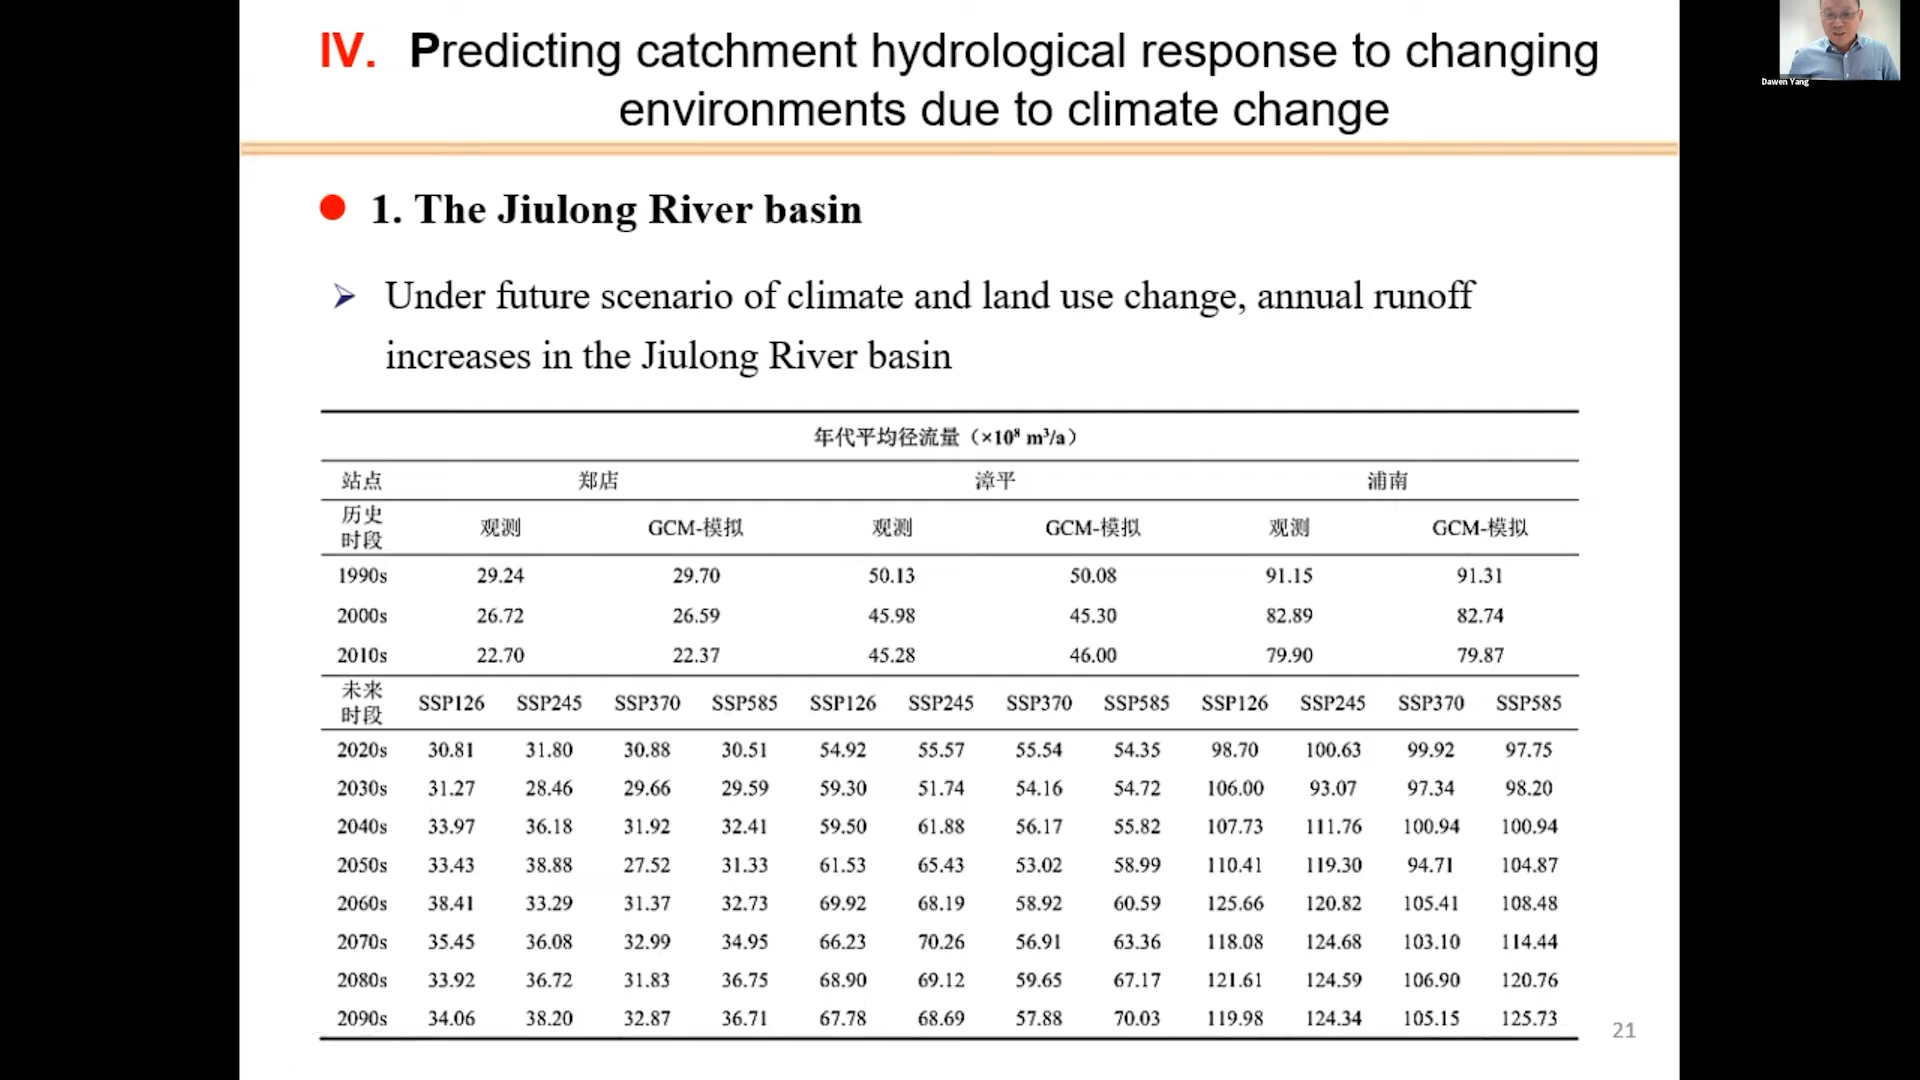 IV. Predicting catchment hydrological response to changing
environments due to climate change
Dawen Yang
1. The Jiulong River basin
Under future scenario of climate and land use change, annual runoff
increases in the Jiulong River basin
年代平均径流量（×10⁸ m³/a）
站点 郑店 漳平 浦南
历史
时段 观测 GCM-模拟 观测 GCM-模拟 观测 GCM-模拟
1990s 29.24 29.70 50.13 50.08 91.15 91.31
2000s 26.72 26.59 45.98 45.30 82.89 82.74
2010s 22.70 22.37 45.28 46.00 79.90 79.87
未来
时段 SSP126 SSP245 SSP370 SSP585 SSP126 SSP245 SSP370 SSP585 SSP126 SSP245 SSP370 SSP585
2020s 30.81 31.80 30.88 30.51 54.92 55.57 55.54 54.35 98.70 100.63 99.92 97.75
2030s 31.27 28.46 29.66 29.59 59.30 51.74 54.16 54.72 106.00 93.07 97.34 98.20
2040s 33.97 36.18 31.92 32.41 59.50 61.88 56.17 55.82 107.73 111.76 100.94 100.94
2050s 33.43 38.88 27.52 31.33 61.53 65.43 53.02 58.99 110.41 119.30 94.71 104.87
2060s 38.41 33.29 31.37 32.73 69.92 68.19 58.92 60.59 125.66 120.82 105.41 108.48
2070s 35.45 36.08 32.99 34.95 66.23 70.26 56.91 63.36 118.08 124.68 103.10 114.44
2080s 33.92 36.72 31.83 36.75 68.90 69.12 59.65 67.17 121.61 124.59 106.90 120.76
2090s 34.06 38.20 32.87 36.71 67.78 68.69 57.88 70.03 119.98 124.34 105.15 125.73
21